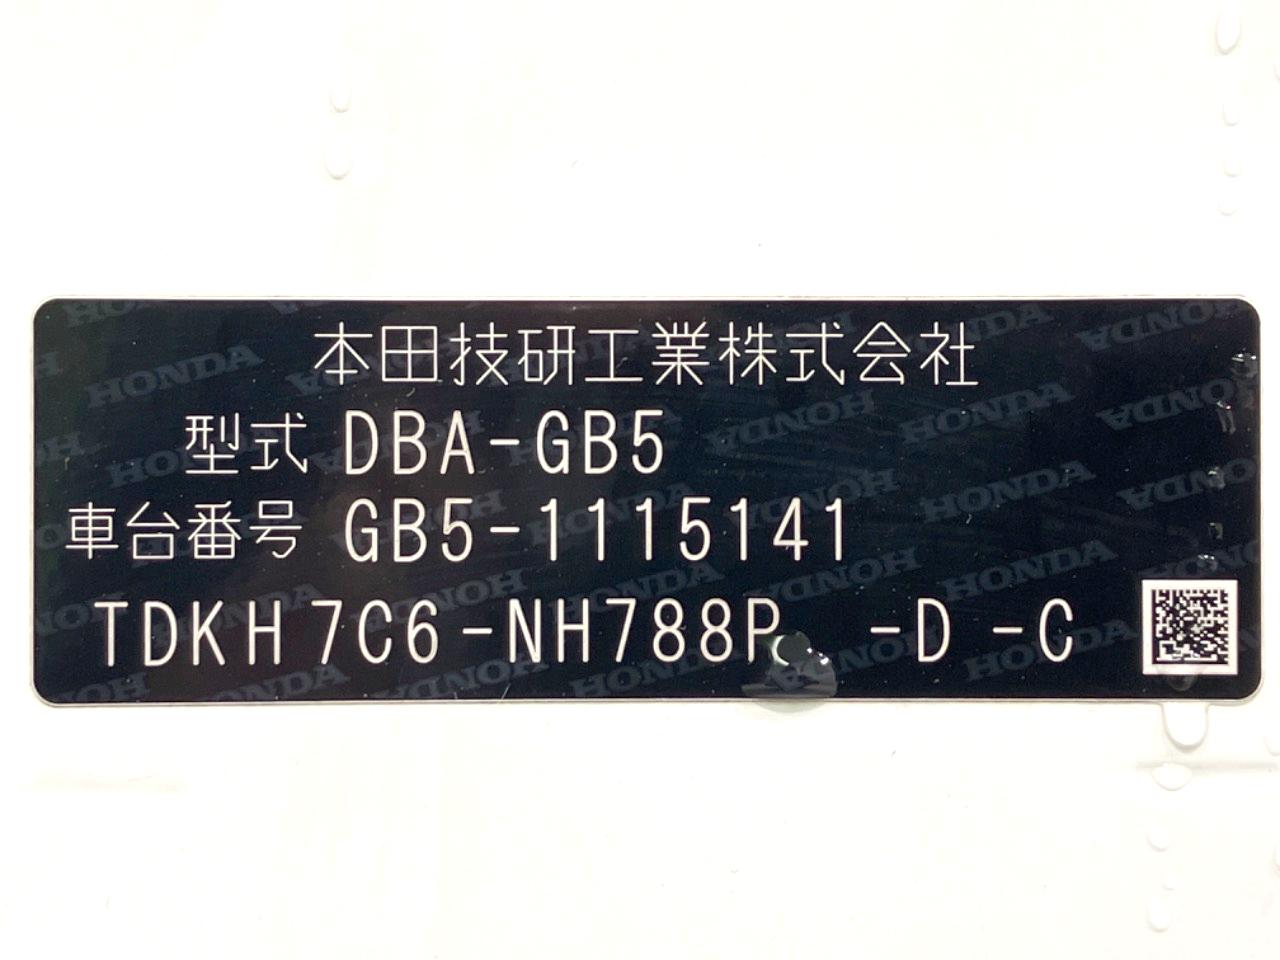 本田技研工業株式会社
型式 DBA-GB5
車台番号 GB5-1115141
TDKH7C6-NH788P -D -C